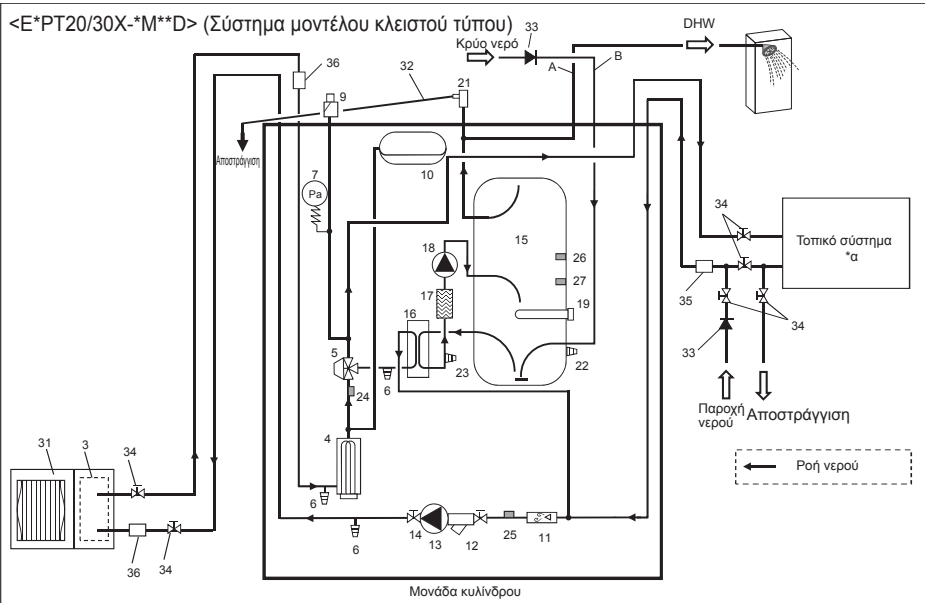 <E*PT20/30X-*M**D> (Σύστημα μοντέλου κλειστού τύπου)
33
DHW
Κρύο νερό
A
B
36
32
21
9
Αποστράγγιση
10
7
Pa
34
15
Τοπικό σύστημα
*α
18
26
27
35
17
19
16
34
5
33
23
22
6
24
Παροχή
νερού
Αποστράγγιση
4
31
3
34
Ροή νερού
6
36
34
6
14
13
12
25
11
Μονάδα κυλίνδρου